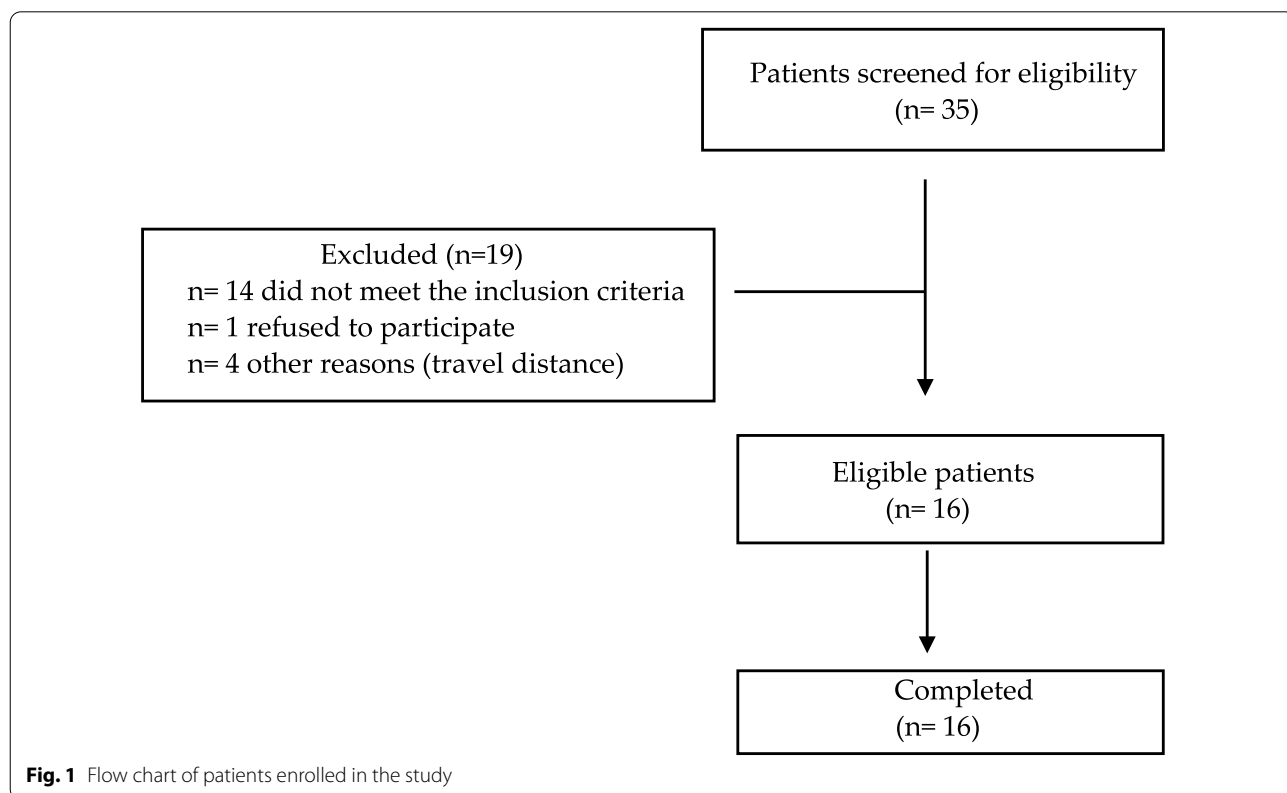 Patients screened for eligibility
(n= 35)
Excluded (n=19)
n= 14 did not meet the inclusion criteria
n= 1 refused to participate
n= 4 other reasons (travel distance)
Eligible patients
(n= 16)
Completed
(n= 16)
Fig. 1 Flow chart of patients enrolled in the study